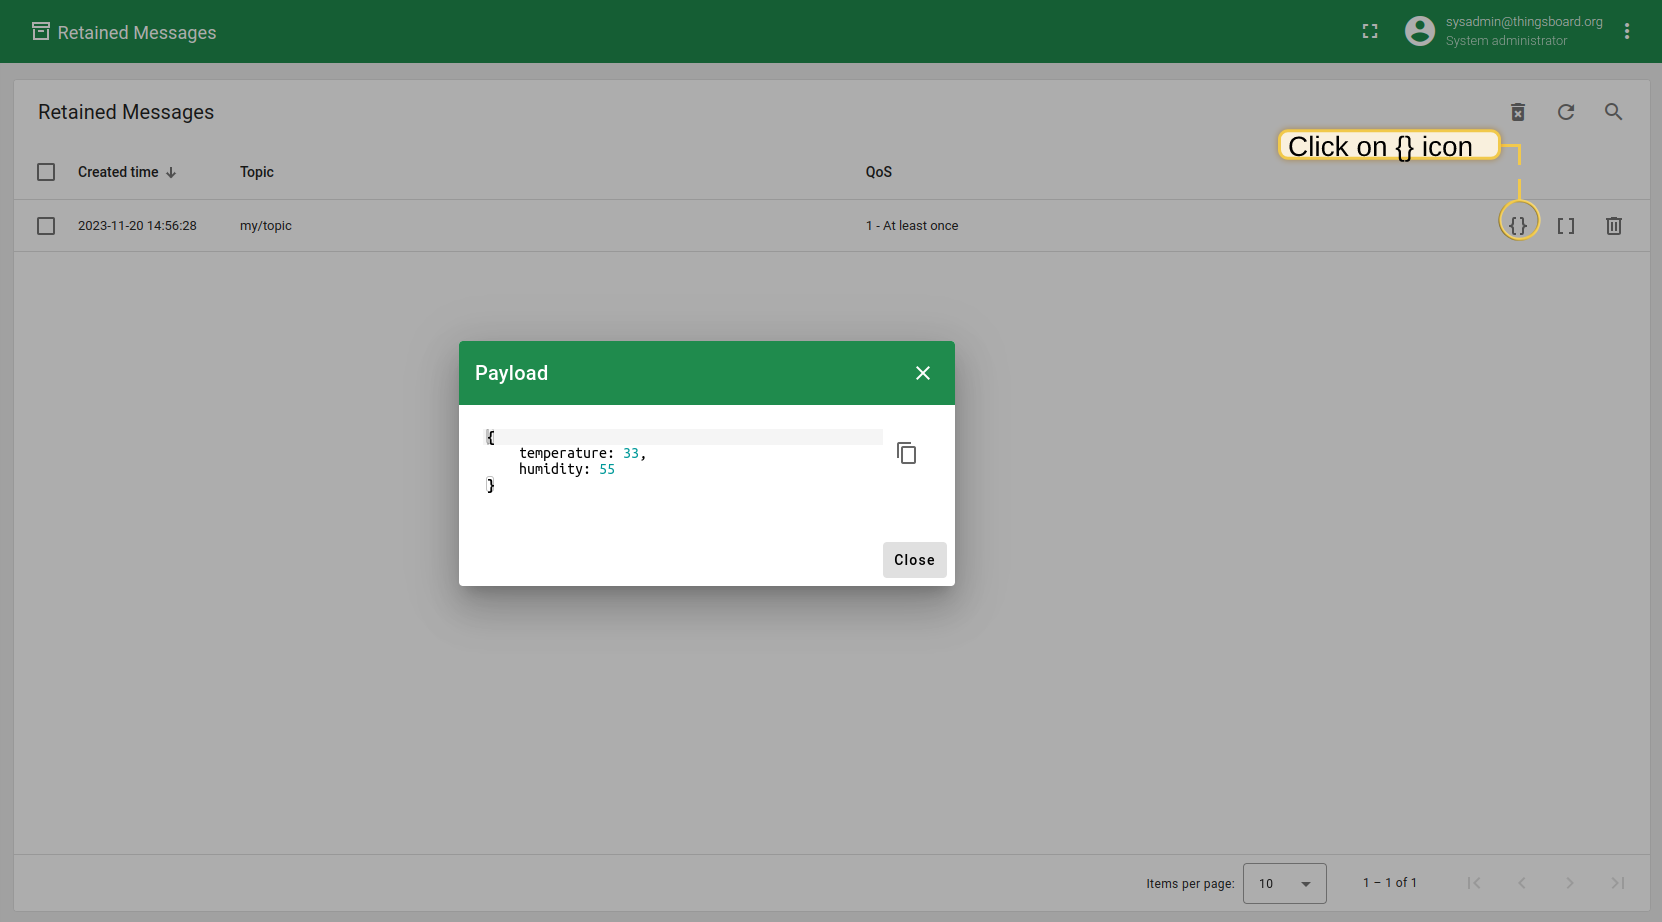 Retained Messages
sysadmin@thingsboard.org
System administrator
Retained Messages
Click on {} icon
Created time
Topic
QoS
2023-11-20 14:56:28
my/topic
1 - At least once
{}
[]
Payload
{
temperature: 33,
humidity: 55
}
Close
Items per page:
10
1 – 1 of 1